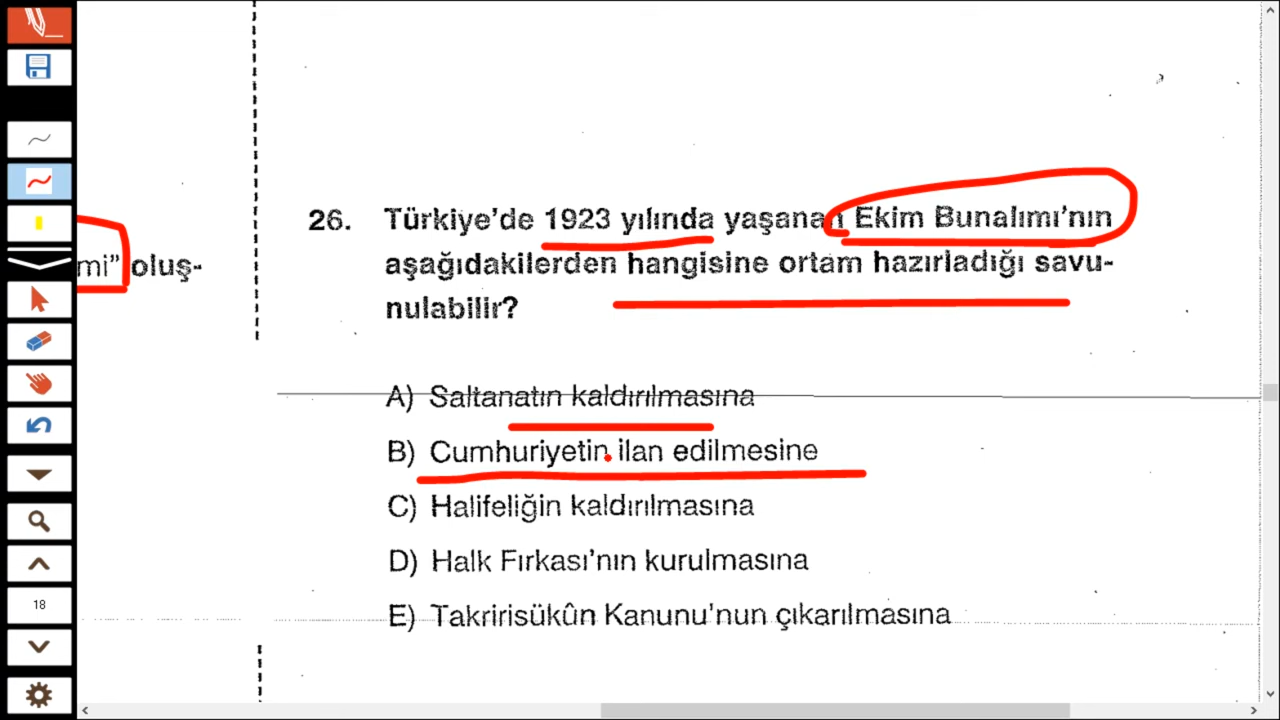 mi” oluş-
26. Türkiye’de 1923 yılında yaşanan Ekim Bunalımı’nın
aşağıdakilerden hangisine ortam hazırladığı savu-
nulabilir?
A) Saltanatın kaldırılmasına
B) Cumhuriyetin ilan edilmesine
C) Halifeliğin kaldırılmasına
D) Halk Fırkası’nın kurulmasına
E) Takririsükûn Kanunu’nun çıkarılmasına
18